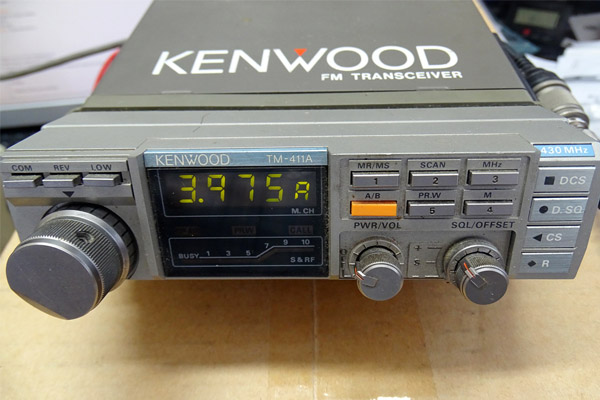 KENWOOD
FM TRANSCEIVER
COM REV LOW
KENWOOD TM-411A
3.975A
M.CH
CALL
1 3 5 7 9 10
BUSY
S & RF
MR/MS SCAN MHz
1 2 3
A/B PR.W M
5 4
PWR/VOL SQL/OFFSET
+
S
-
430 MHz
DCS
D.SQ
CS
R